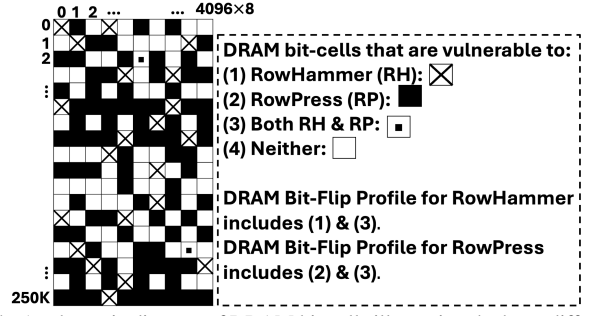 0 1 2 ... ... 4096×8
0
1
2
⋮
⋮
250K
DRAM bit-cells that are vulnerable to:
(1) RowHammer (RH):
(2) RowPress (RP):
(3) Both RH & RP:
(4) Neither:
DRAM Bit-Flip Profile for RowHammer
includes (1) & (3).
DRAM Bit-Flip Profile for RowPress
includes (2) & (3).